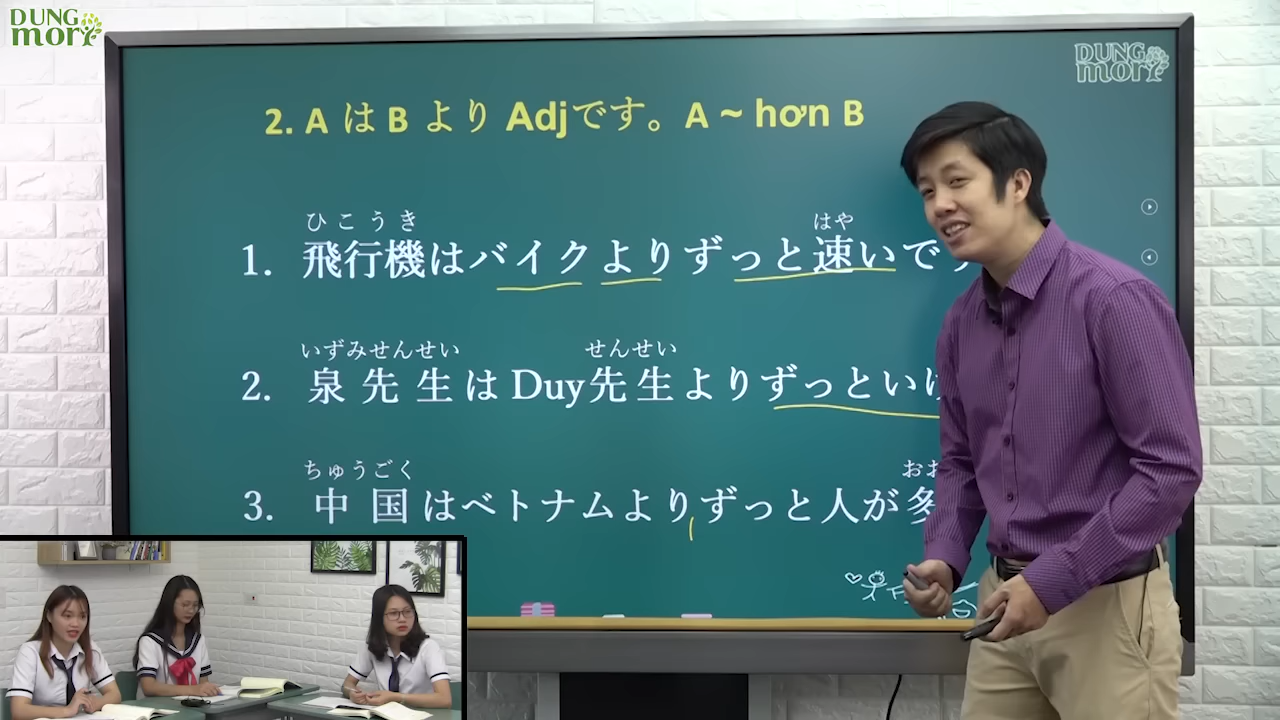 DUNG
mori
DUNG
mori
2. A は B より Adjです。A ~ hơn B
ひこうき はや
1. 飛行機はバイクよりずっと速いで
いずみせんせい せんせい
2. 泉先生は Duy先生よりずっとい
ちゅうごく おお
3. 中国はベトナムよりずっと人が多